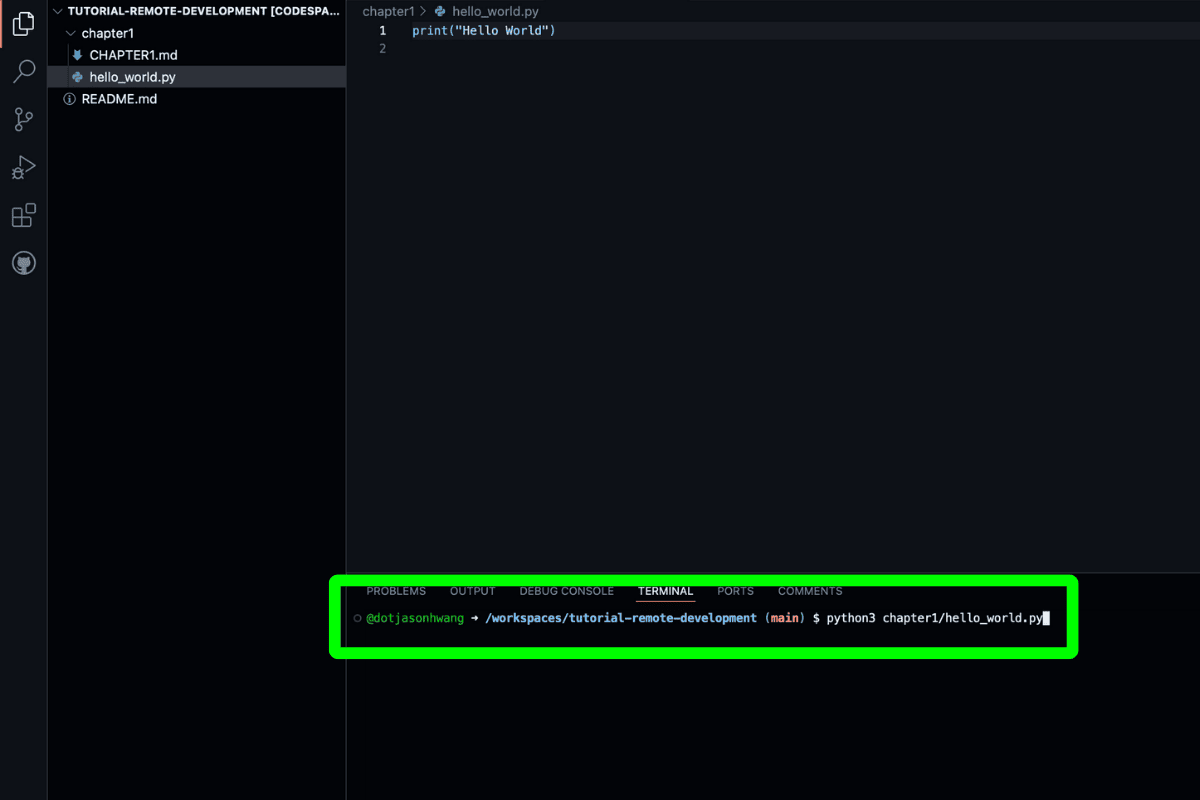 TUTORIAL-REMOTE-DEVELOPMENT [CODESPA...
chapter1
CHAPTER1.md
hello_world.py
README.md
chapter1 > hello_world.py
1 print("Hello World")
2
PROBLEMS OUTPUT DEBUG CONSOLE TERMINAL PORTS COMMENTS
@dotjasonhwang → /workspaces/tutorial-remote-development (main) $ python3 chapter1/hello_world.py